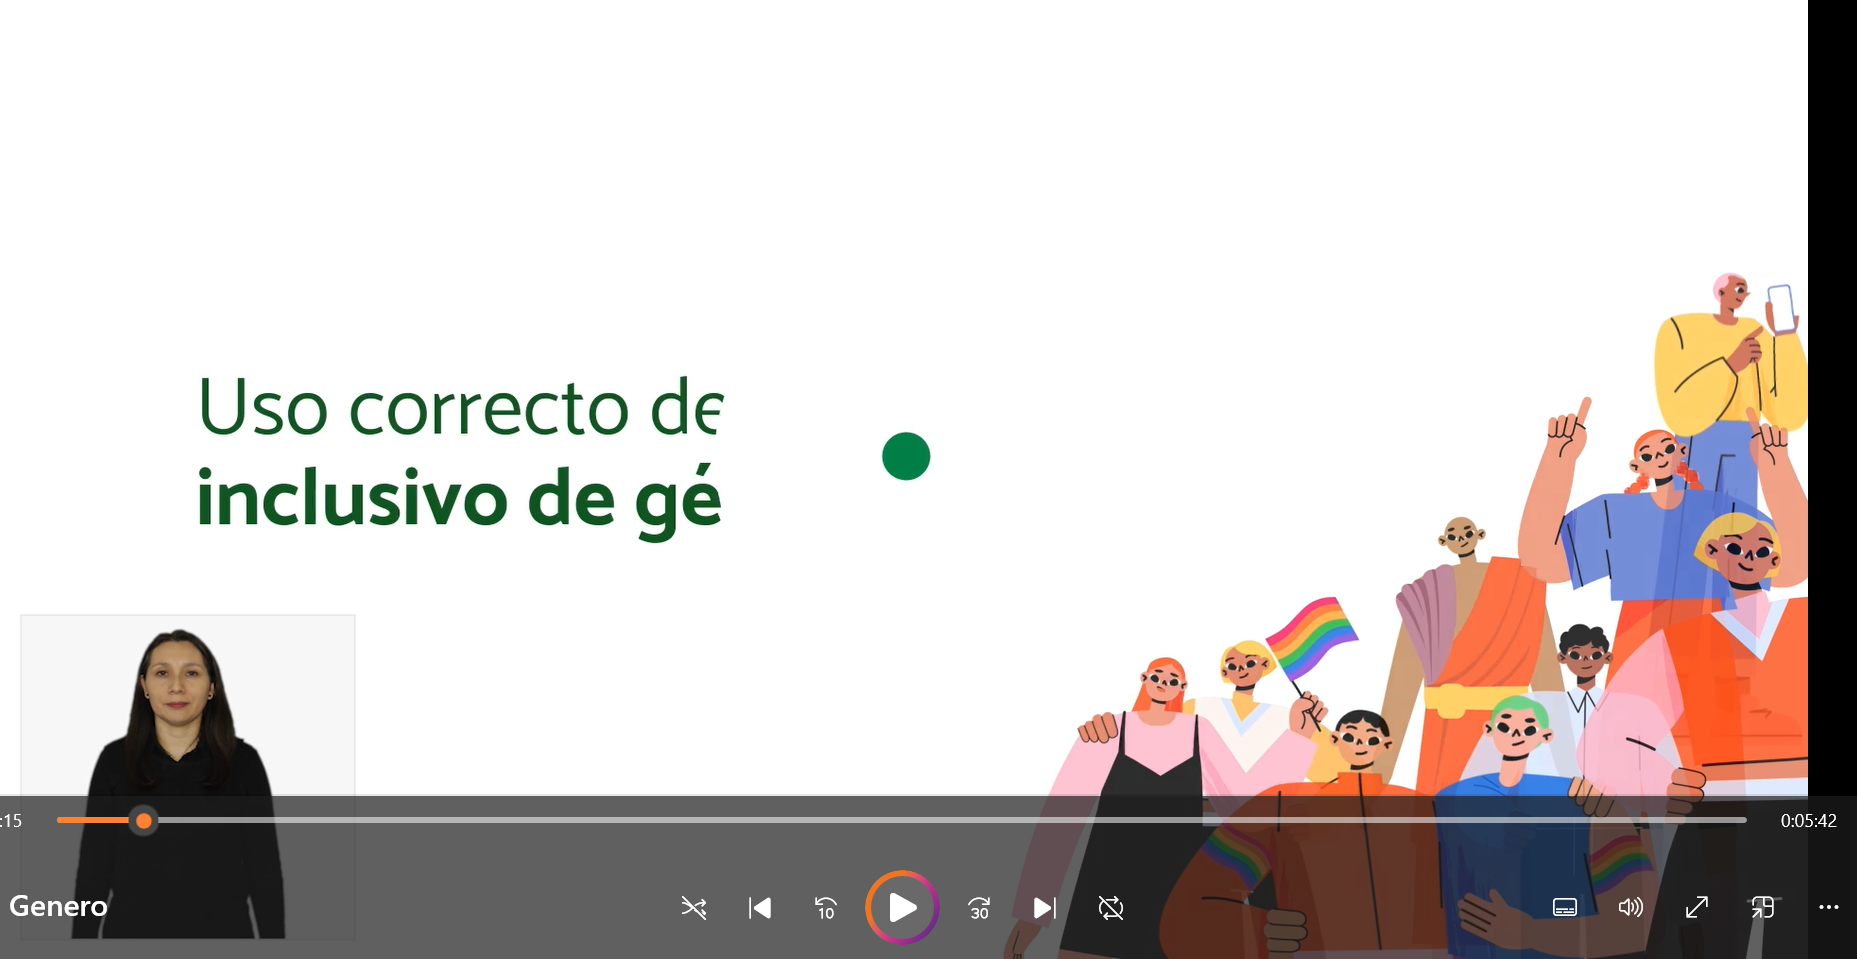 Uso correcto de
inclusivo de gé
:15
0:05:42
Genero
10
30